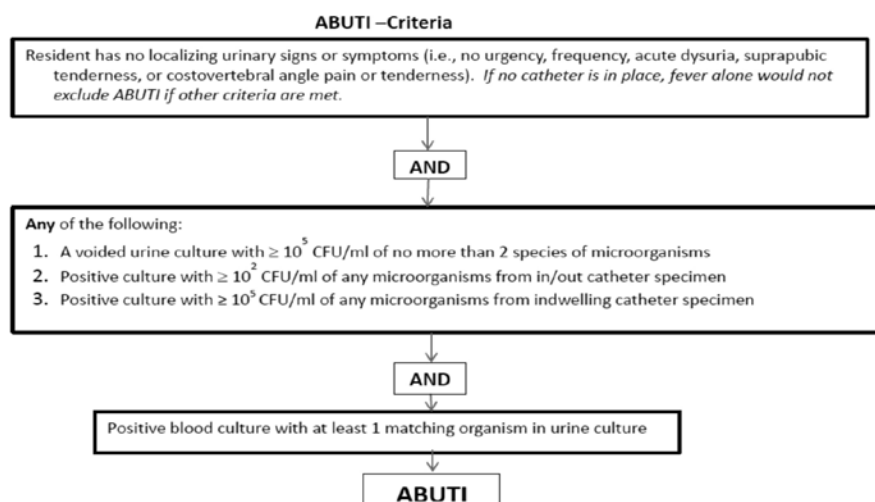 ABUTI –Criteria
Resident has no localizing urinary signs or symptoms (i.e., no urgency, frequency, acute dysuria, suprapubic
tenderness, or costovertebral angle pain or tenderness). If no catheter is in place, fever alone would not
exclude ABUTI if other criteria are met.
AND
Any of the following:
1. A voided urine culture with ≥ 10⁵ CFU/ml of no more than 2 species of microorganisms
2. Positive culture with ≥ 10² CFU/ml of any microorganisms from in/out catheter specimen
3. Positive culture with ≥ 10⁵ CFU/ml of any microorganisms from indwelling catheter specimen
AND
Positive blood culture with at least 1 matching organism in urine culture
ABUTI